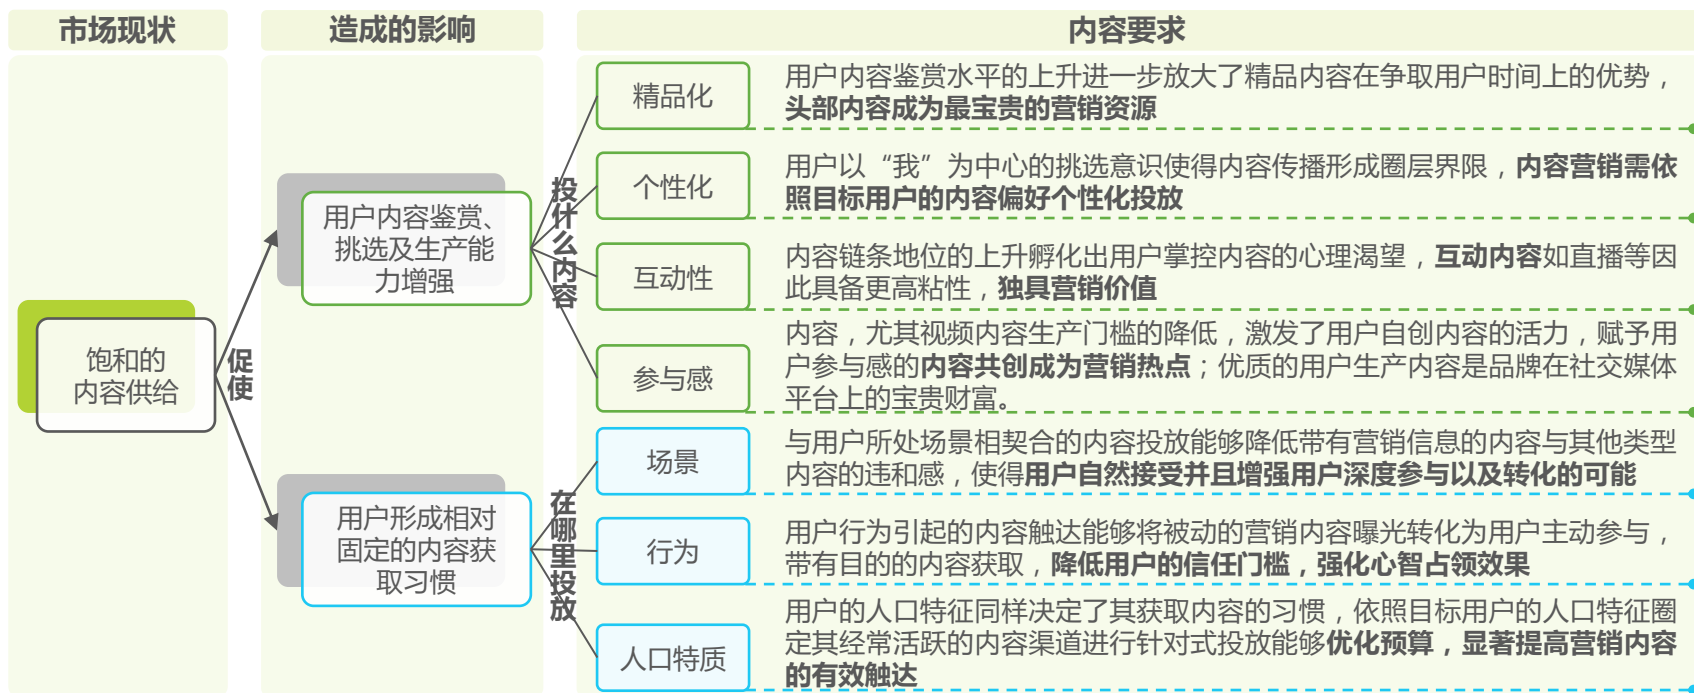 市场现状
造成的影响
内容要求
饱和的
内容供给
促使
用户内容鉴赏、
挑选及生产能
力增强
投什么内容
精品化
用户内容鉴赏水平的上升进一步放大了精品内容在争取用户时间上的优势，
头部内容成为最宝贵的营销资源
个性化
用户以“我”为中心的挑选意识使得内容传播形成圈层界限，内容营销需依
照目标用户的内容偏好个性化投放
互动性
内容链条地位的上升孵化出用户掌控内容的心理渴望，互动内容如直播等因
此具备更高粘性，独具营销价值
参与感
内容，尤其视频内容生产门槛的降低，激发了用户自创内容的活力，赋予用
户参与感的内容共创成为营销热点；优质的用户生产内容是品牌在社交媒体
平台上的宝贵财富。
用户形成相对
固定的内容获
取习惯
在哪里投放
场景
与用户所处场景相契合的内容投放能够降低带有营销信息的内容与其他类型
内容的违和感，使得用户自然接受并且增强用户深度参与以及转化的可能
行为
用户行为引起的内容触达能够将被动的营销内容曝光转化为用户主动参与，
带有目的的内容获取，降低用户的信任门槛，强化心智占领效果
人口特质
用户的人口特征同样决定了其获取内容的习惯，依照目标用户的人口特征圈
定其经常活跃的内容渠道进行针对式投放能够优化预算，显著提高营销内容
的有效触达